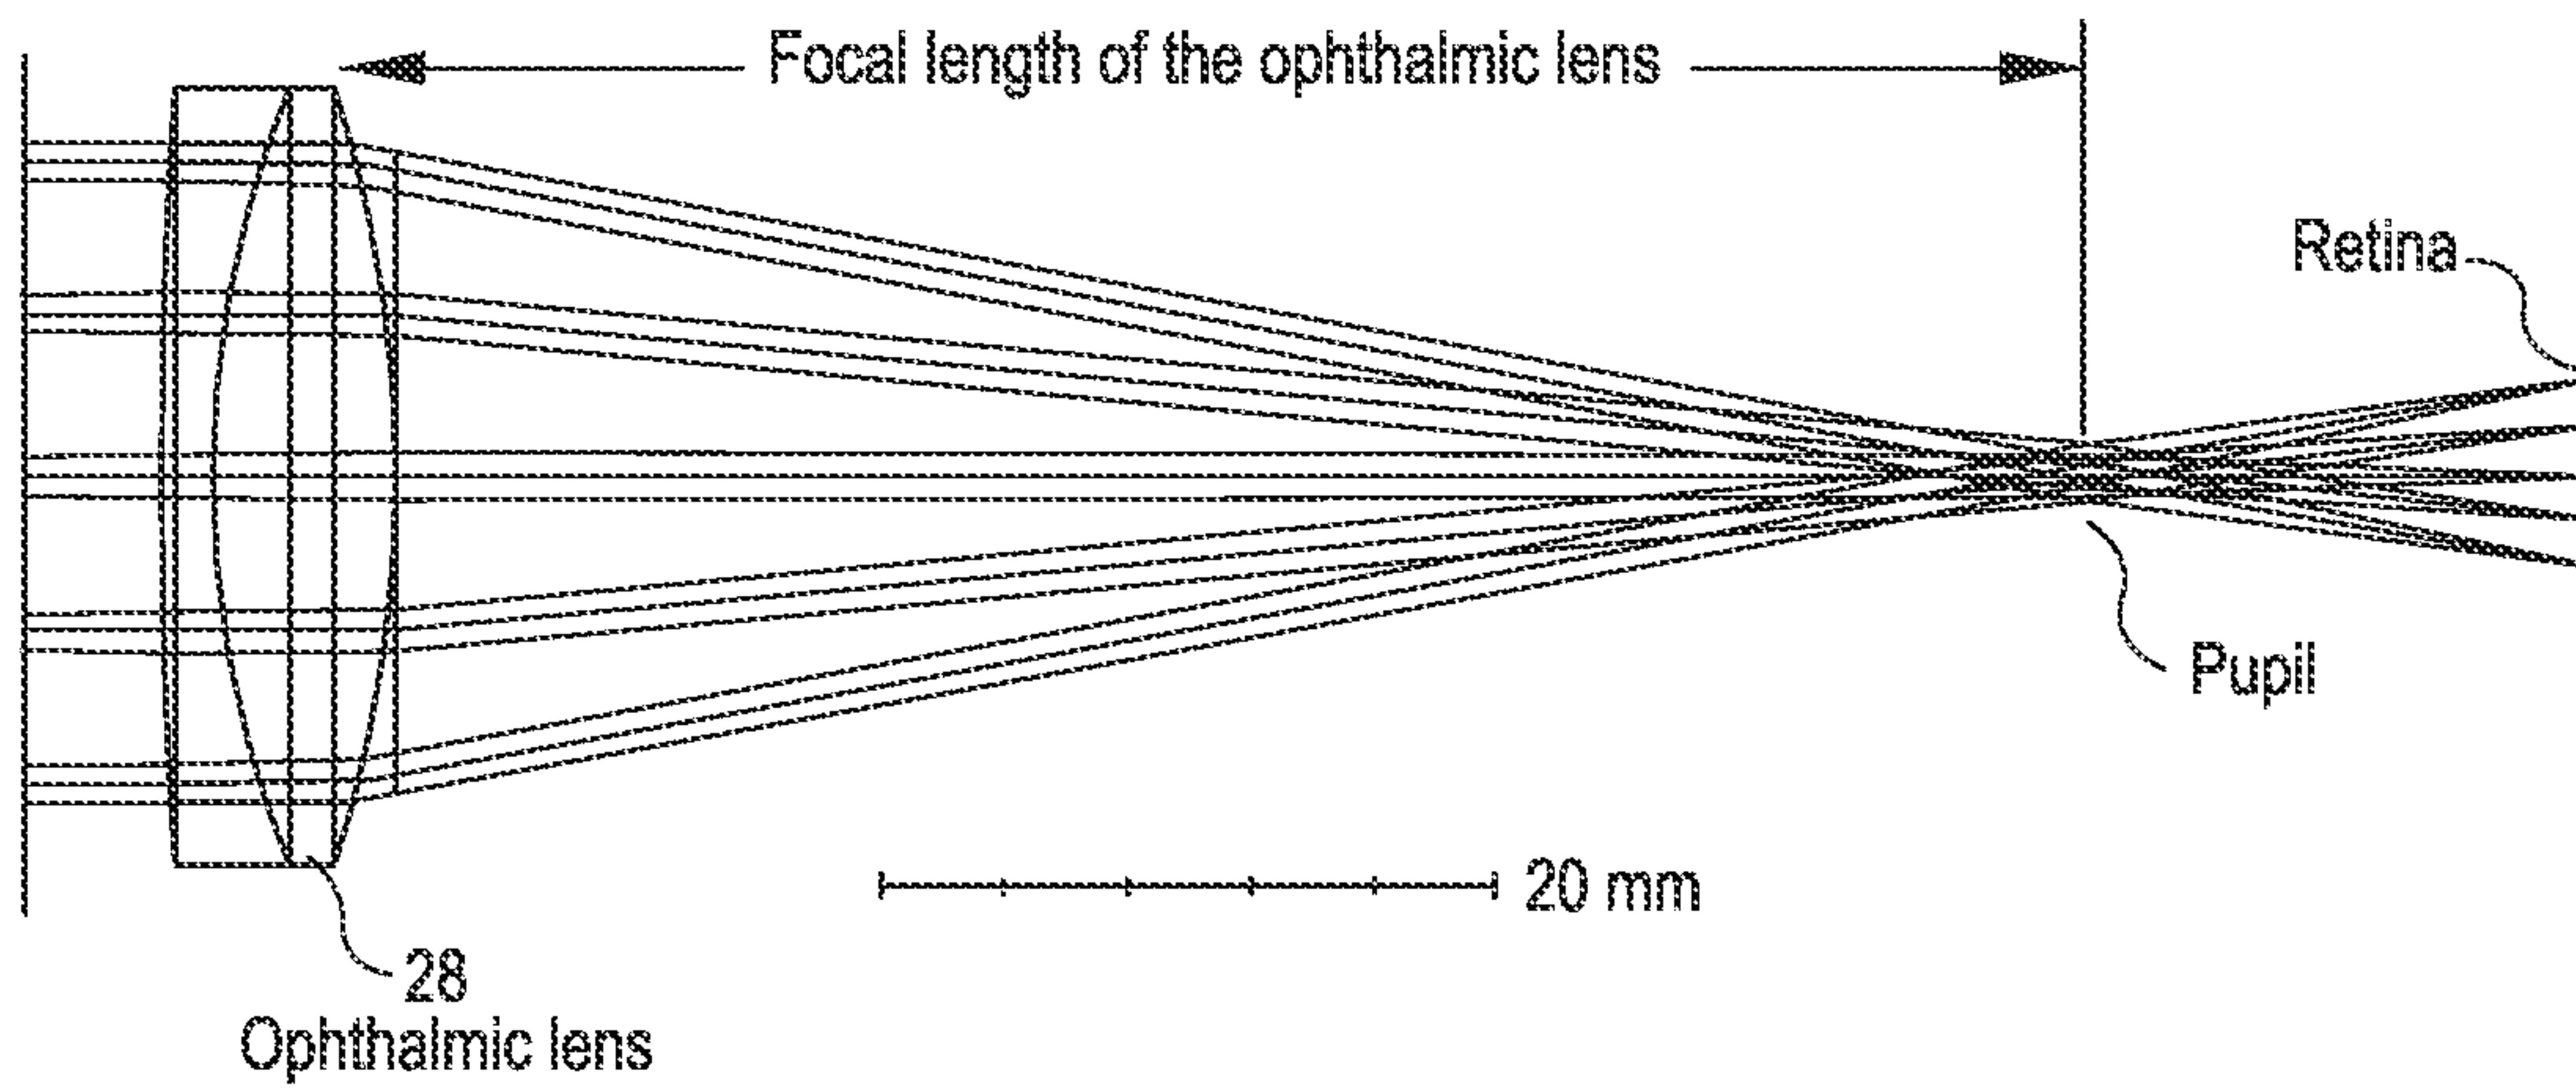 Focal length of the ophthalmic lens
Retina
Pupil
20 mm
28
Ophthalmic lens